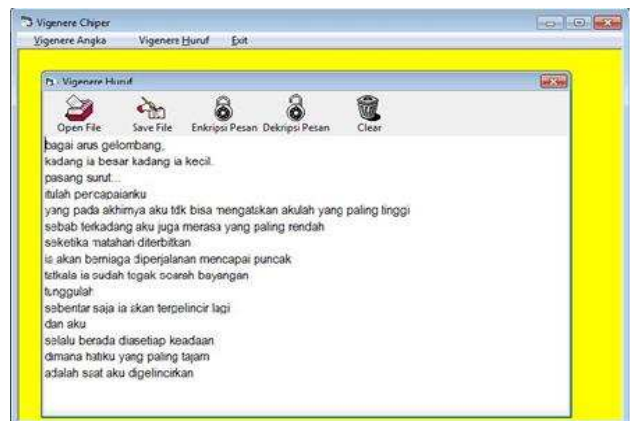 Vigenere Chiper
Vigenere Angka Vigenere Huruf Exit
Vigenere Huruf
Open File Save File Enkripsi Pesan Dekripsi Pesan Clear
bagai arus gelombang,
kadang ia besar kadang ia kecil.
pasang surut...
itulah percapaianku
yang pada akhirnya aku tdk bisa mengatakan akulah yang paling tinggi
sebab terkadang aku juga merasa yang paling rendah
seketika matahari diterbitkan
ia akan berniaga diperjalanan mencapai puncak
tatkala ia sudah tegak searah bayangan
tunggulah
sebentar saja ia akan tergelincir lagi
dan aku
selalu berada diasetiap keadaan
dimana hatiku yang paling tajam
adalah saat aku digelincirkan